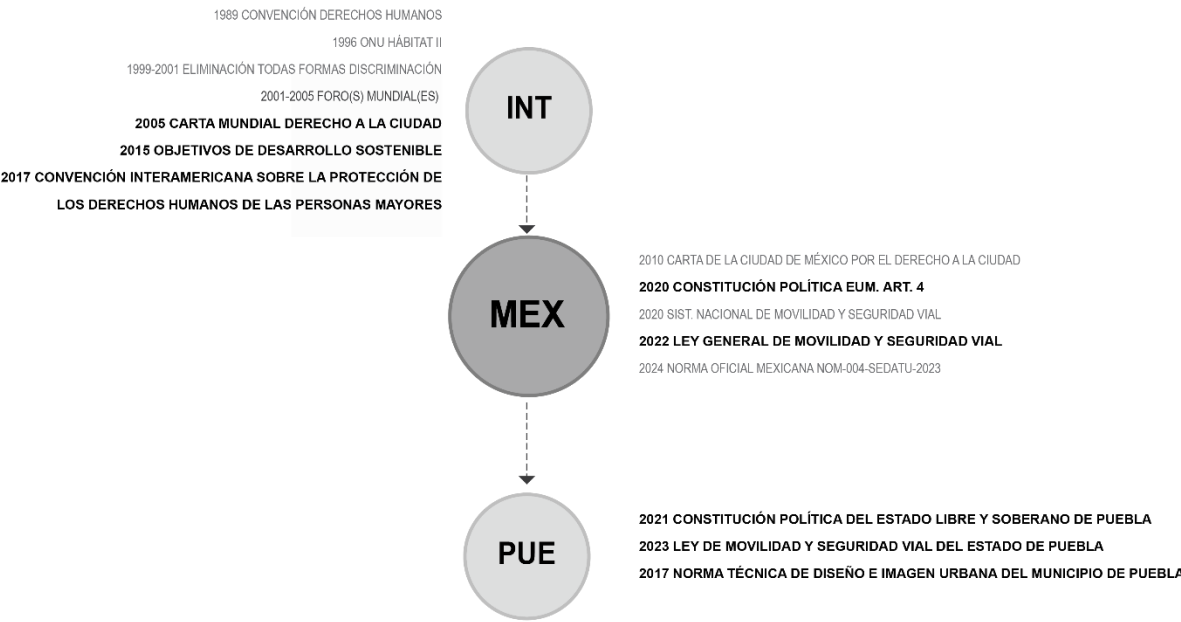 1989 CONVENCIÓN DERECHOS HUMANOS
1996 ONU HÁBITAT II
1999-2001 ELIMINACIÓN TODAS FORMAS DISCRIMINACIÓN
2001-2005 FORO(S) MUNDIAL(ES)
2005 CARTA MUNDIAL DERECHO A LA CIUDAD
2015 OBJETIVOS DE DESARROLLO SOSTENIBLE
2017 CONVENCIÓN INTERAMERICANA SOBRE LA PROTECCIÓN DE
LOS DERECHOS HUMANOS DE LAS PERSONAS MAYORES
INT
MEX
2010 CARTA DE LA CIUDAD DE MÉXICO POR EL DERECHO A LA CIUDAD
2020 CONSTITUCIÓN POLÍTICA EUM. ART. 4
2020 SIST. NACIONAL DE MOVILIDAD Y SEGURIDAD VIAL
2022 LEY GENERAL DE MOVILIDAD Y SEGURIDAD VIAL
2024 NORMA OFICIAL MEXICANA NOM-004-SEDATU-2023
PUE
2021 CONSTITUCIÓN POLÍTICA DEL ESTADO LIBRE Y SOBERANO DE PUEBLA
2023 LEY DE MOVILIDAD Y SEGURIDAD VIAL DEL ESTADO DE PUEBLA
2017 NORMA TÉCNICA DE DISEÑO E IMAGEN URBANA DEL MUNICIPIO DE PUEBLA